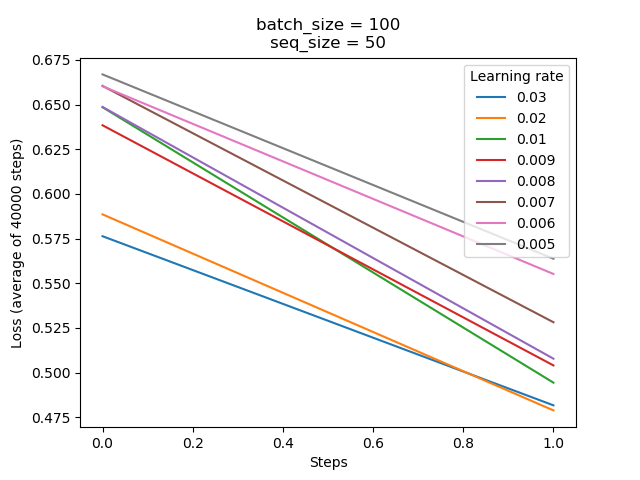 batch_size = 100
seq_size = 50
Loss (average of 40000 steps)
0.675
0.650
0.625
0.600
0.575
0.550
0.525
0.500
0.475
Learning rate
0.03
0.02
0.01
0.009
0.008
0.007
0.006
0.005
0.0 0.2 0.4 0.6 0.8 1.0
Steps